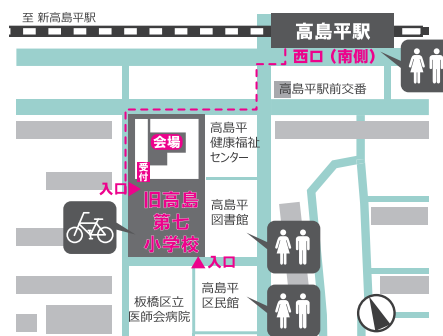 至 新高島平駅
高島平駅
西口（南側）
高島平駅前交番
高島平
健康福祉
センター
会場
受付
入口
旧高島
第七
小学校
高島平
図書館
入口
高島平
区民館
板橋区立
医師会病院